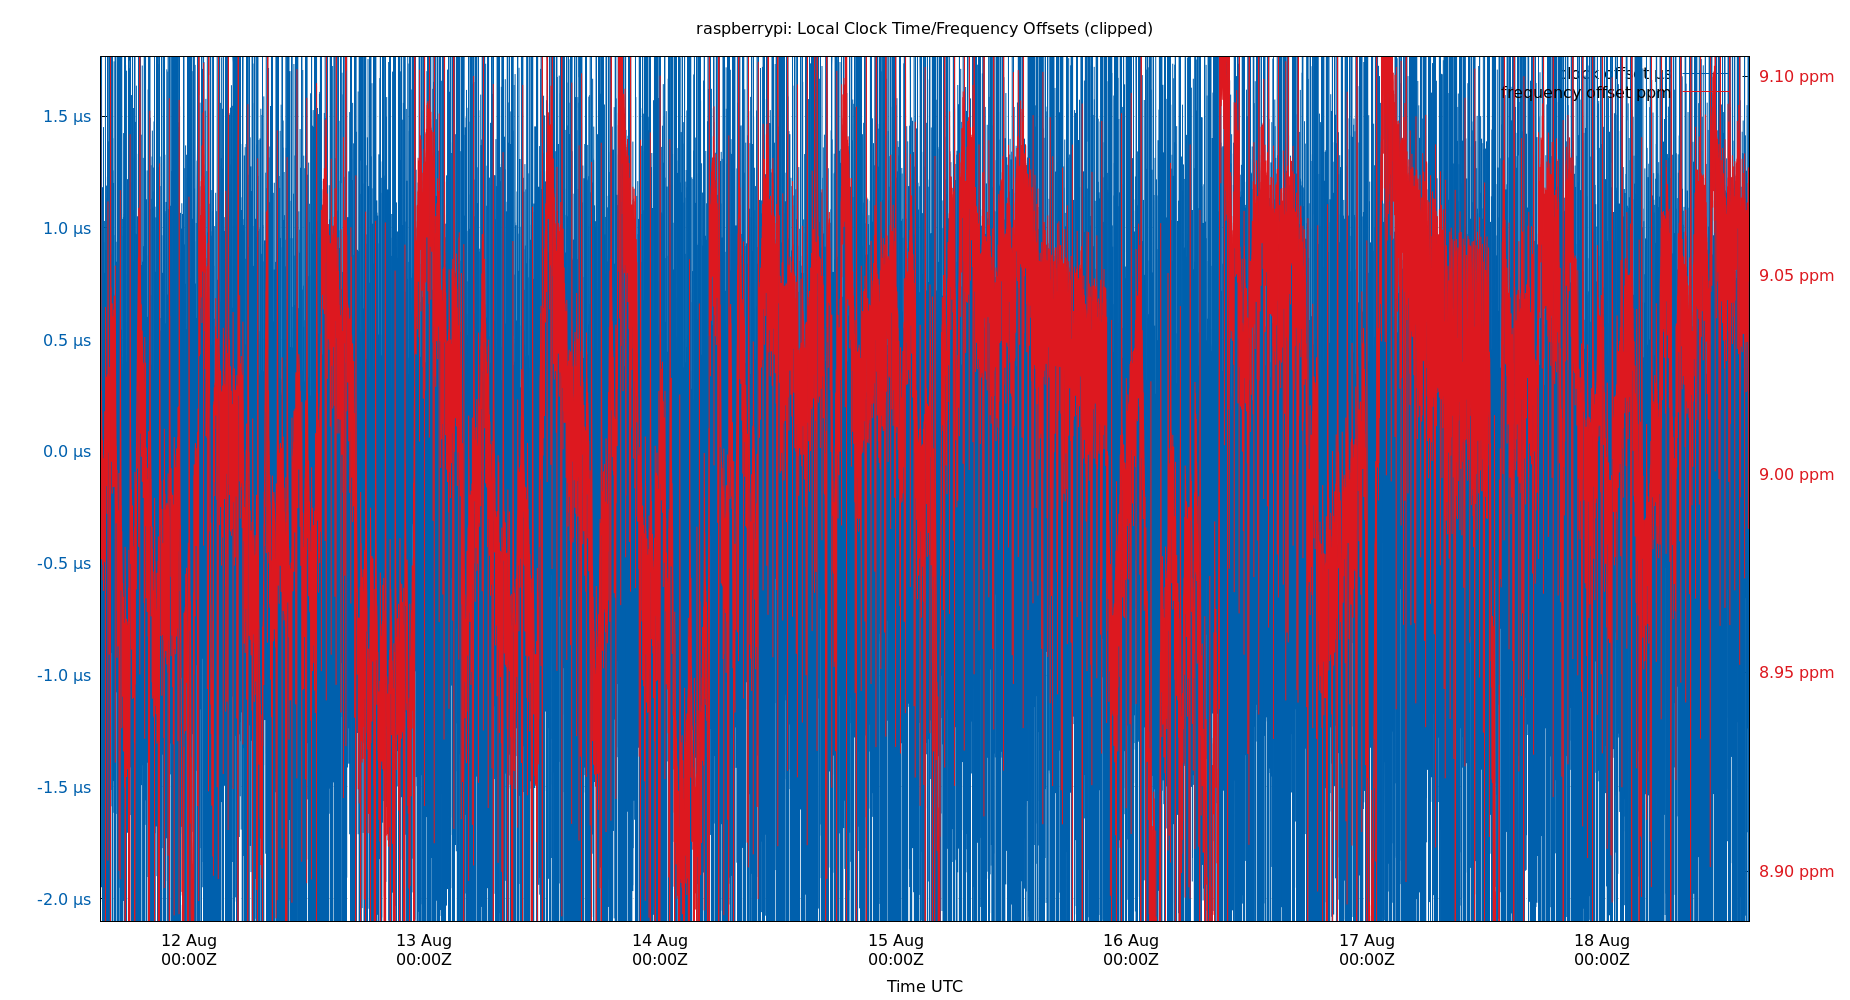 raspberrypi: Local Clock Time/Frequency Offsets (clipped)
clock offset µs
frequency offset ppm
1.5 µs
1.0 µs
0.5 µs
0.0 µs
-0.5 µs
-1.0 µs
-1.5 µs
-2.0 µs
9.10 ppm
9.05 ppm
9.00 ppm
8.95 ppm
8.90 ppm
12 Aug
00:00Z
13 Aug
00:00Z
14 Aug
00:00Z
15 Aug
00:00Z
16 Aug
00:00Z
17 Aug
00:00Z
18 Aug
00:00Z
Time UTC